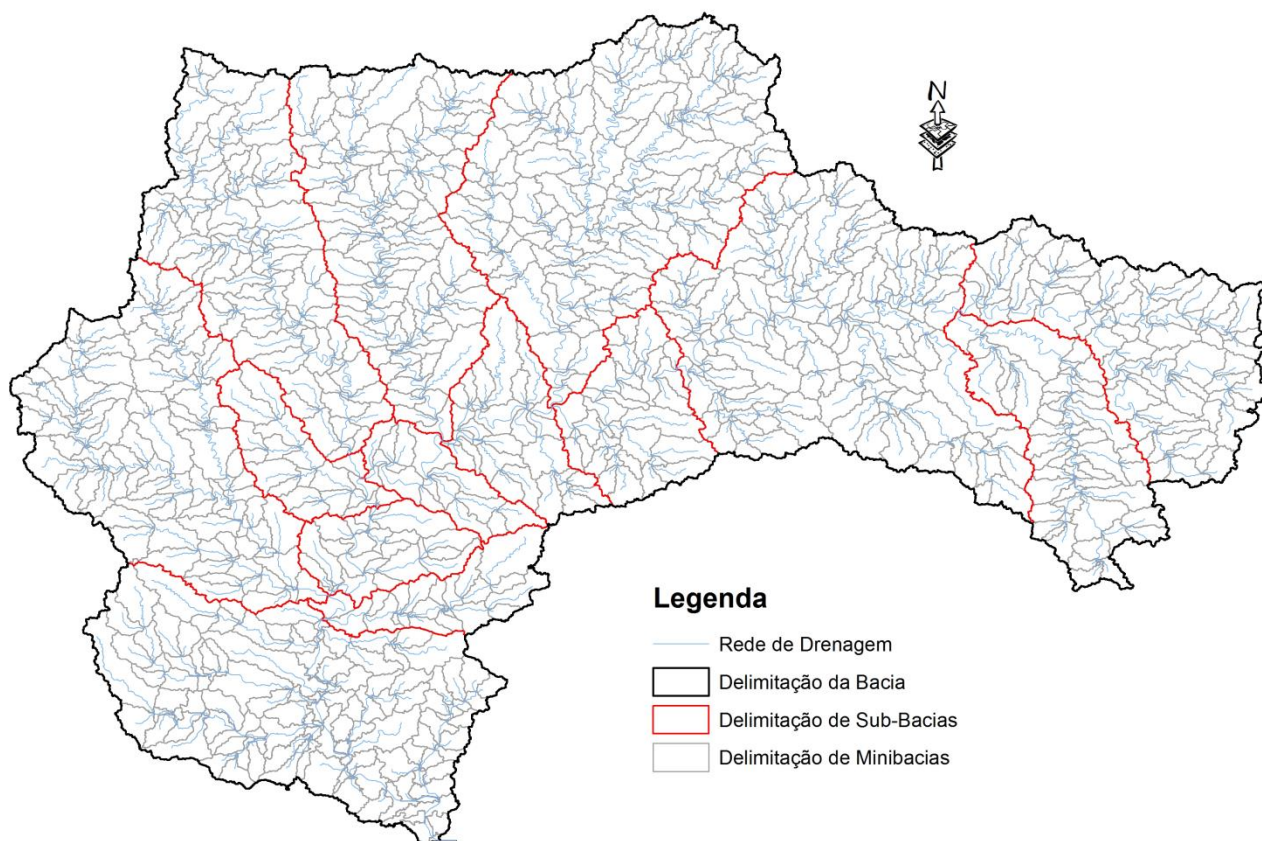 N
Legenda
Rede de Drenagem
Delimitação da Bacia
Delimitação de Sub-Bacias
Delimitação de Minibacias